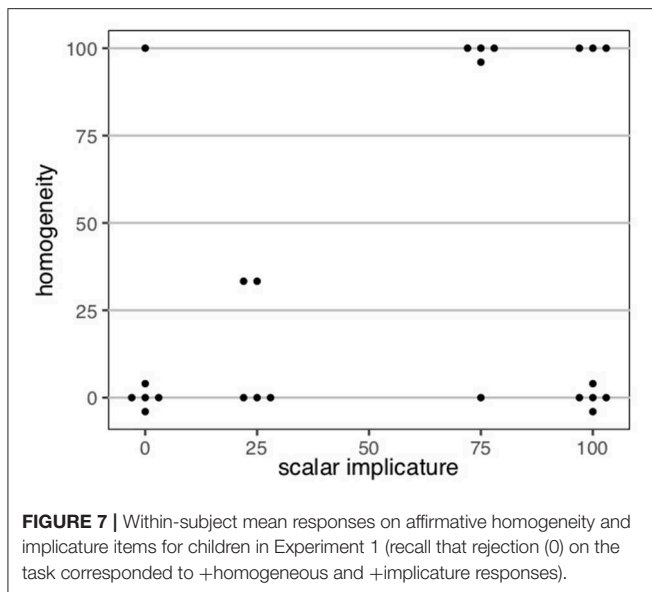 100
75
50
25
0
homogeneity
0 25 50 75 100
scalar implicature
FIGURE 7 | Within-subject mean responses on affirmative homogeneity and
implicature items for children in Experiment 1 (recall that rejection (0) on the
task corresponded to +homogeneous and +implicature responses).